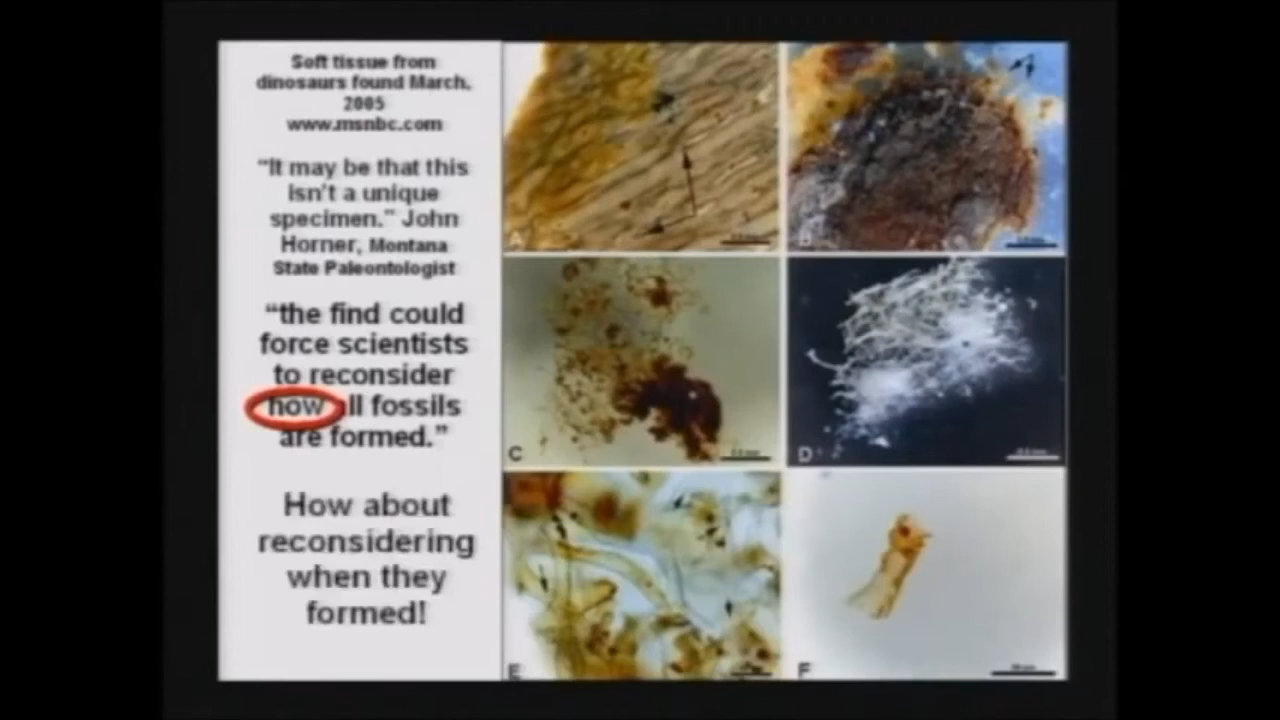 Soft tissue from
dinosaurs found March,
2005
www.msnbc.com
“It may be that this
isn't a unique
specimen.” John
Horner, Montana
State Paleontologist
“the find could
force scientists
to reconsider
how all fossils
are formed.”
How about
reconsidering
when they
formed!
C
D
E
F